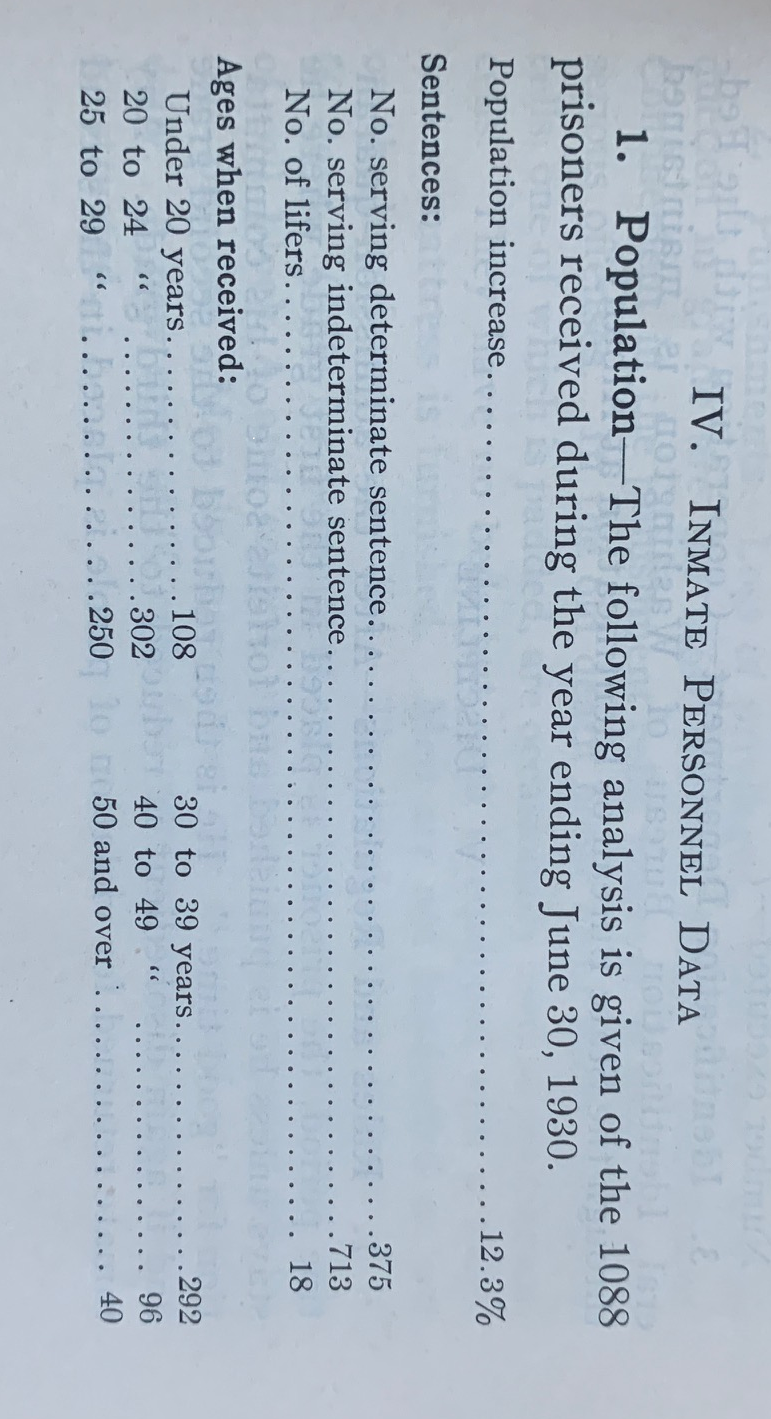 IV. INMATE PERSONNEL DATA
1. Population—The following analysis is given of the 1088
prisoners received during the year ending June 30, 1930.
Population increase..............................12.3%
Sentences:
No. serving determinate sentence..............................375
No. serving indeterminate sentence..............................713
No. of lifers.............................. 18
Ages when received:
Under 20 years....................108 30 to 39 years....................292
20 to 24 “ ....................302 40 to 49 “ .................... 96
25 to 29 “ ....................250 50 and over .................... 40